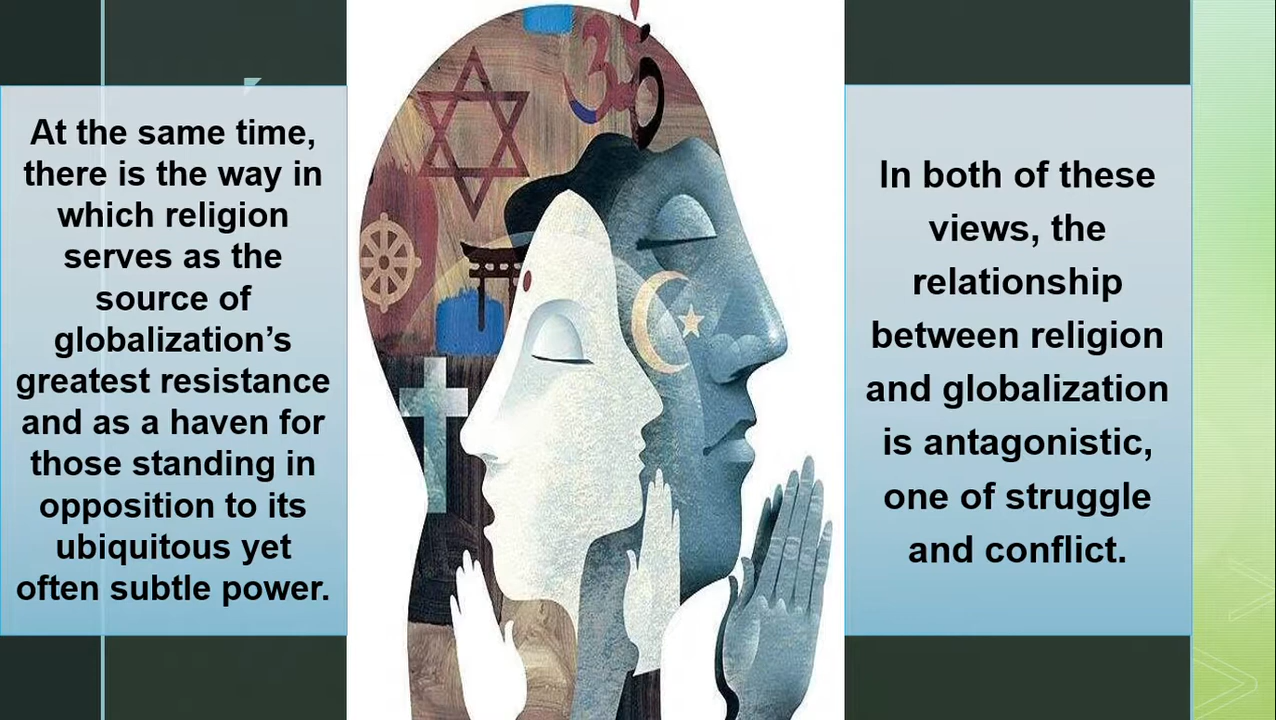 At the same time,
there is the way in
which religion
serves as the
source of
globalization’s
greatest resistance
and as a haven for
those standing in
opposition to its
ubiquitous yet
often subtle power.
In both of these
views, the
relationship
between religion
and globalization
is antagonistic,
one of struggle
and conflict.